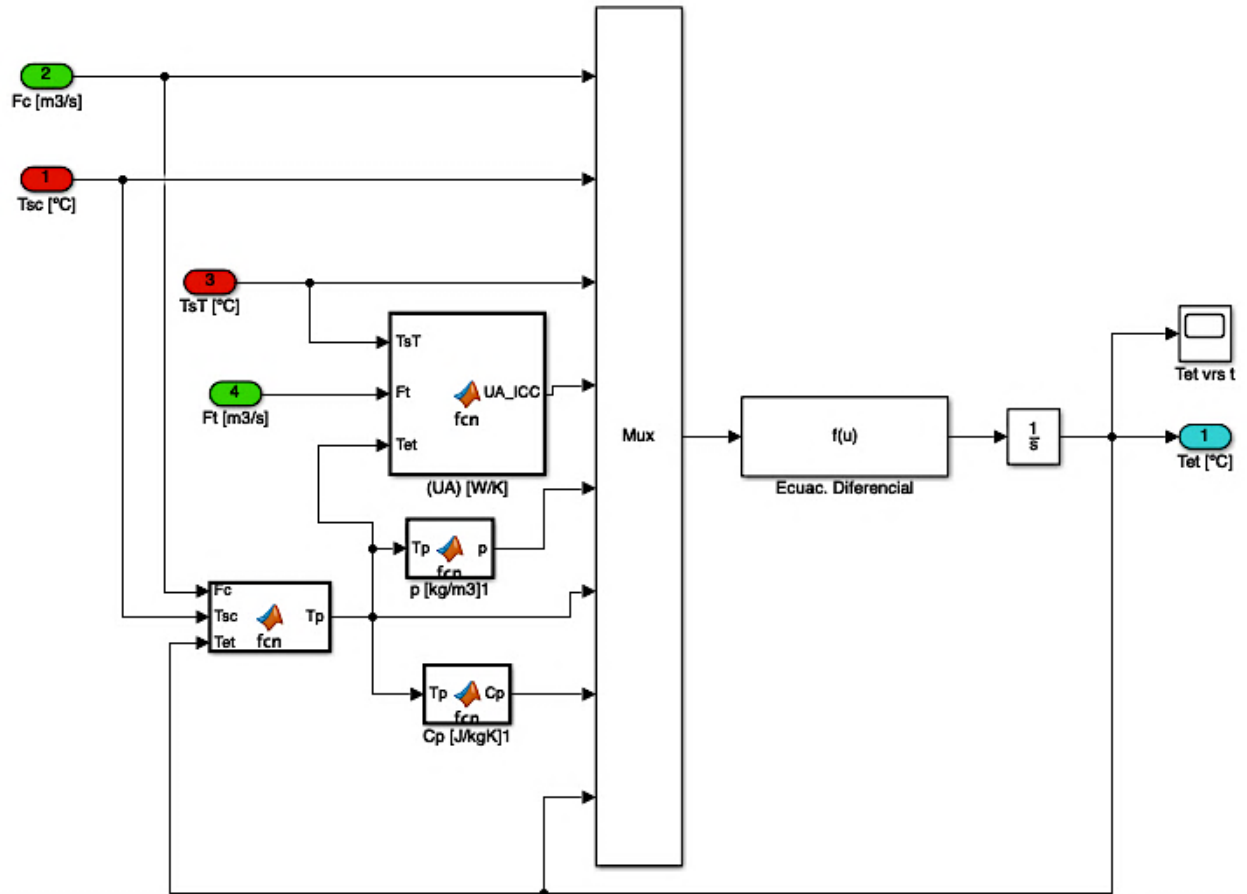 2
Fc [m3/s]
1
Tsc [ºC]
3
TsT [ºC]
4
Ft [m3/s]
TsT
Ft
Tet
UA_ICC
fcn
(UA) [W/K]
Tp
p
fcn
p [kg/m3]1
Fc
Tsc
Tet
Tp
fcn
Tp
Cp
fcn
Cp [J/kgK]1
Mux
f(u)
Ecuac. Diferencial
1
s
Tet vrs t
1
Tet [ºC]